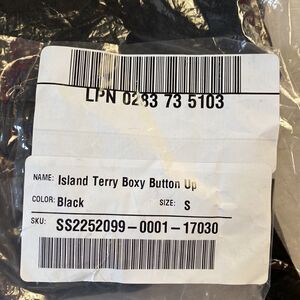 LPN 0283 73 5103
NAME: Island Terry Boxy Button Up
COLOR: Black SIZE: S
SKU: SS2252099-0001-17030